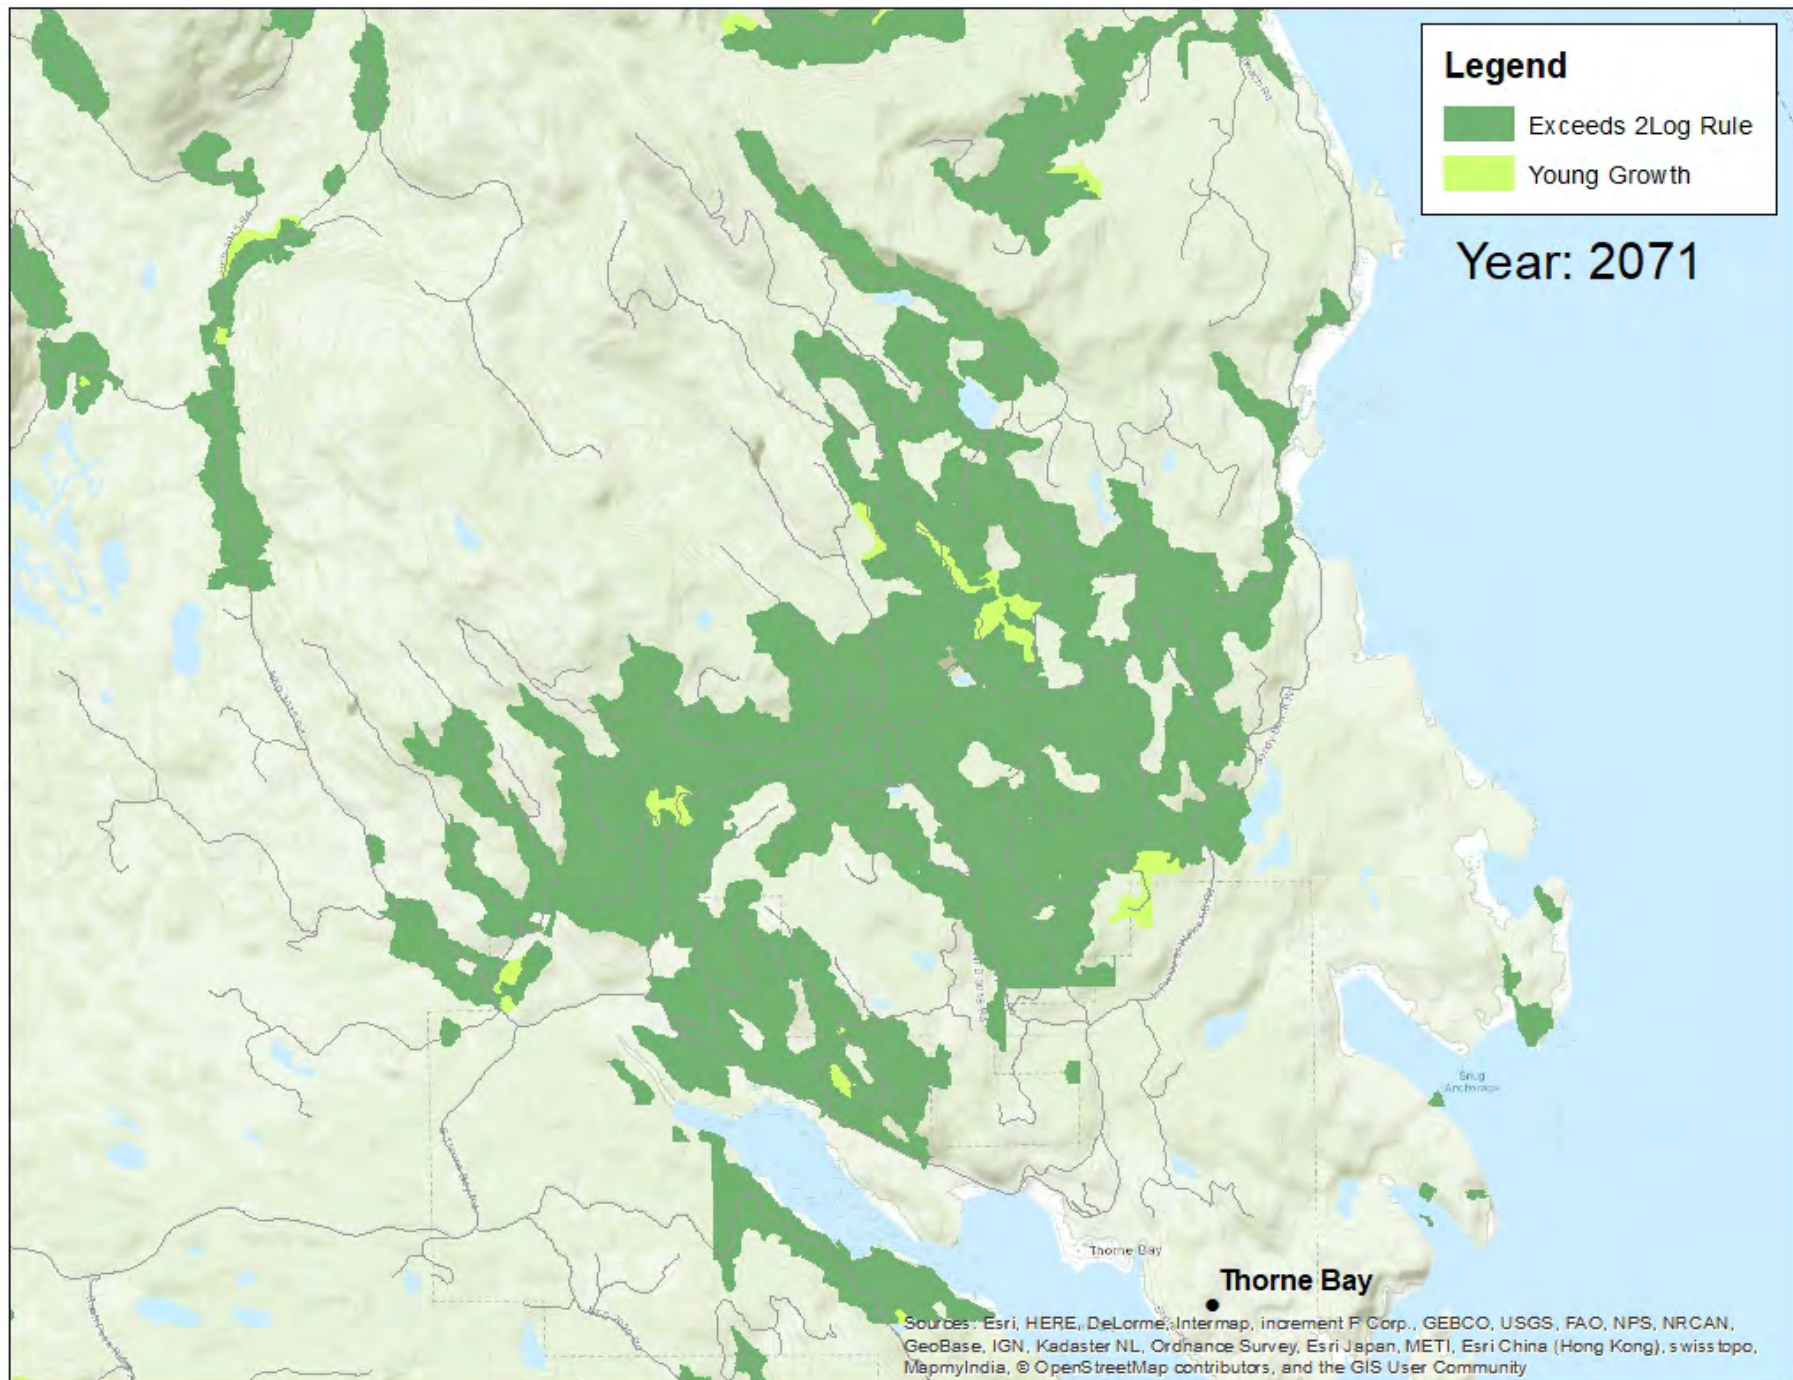 Legend
Exceeds 2Log Rule
Young Growth
Year: 2071
Snug
Anchorage
Thorne Bay
Thorne Bay
Sources: Esri, HERE, DeLorme, Intermap, increment P Corp., GEBCO, USGS, FAO, NPS, NRCAN,
GeoBase, IGN, Kadaster NL, Ordnance Survey, Esri Japan, METI, Esri China (Hong Kong), swisstopo,
MapmyIndia, © OpenStreetMap contributors, and the GIS User Community